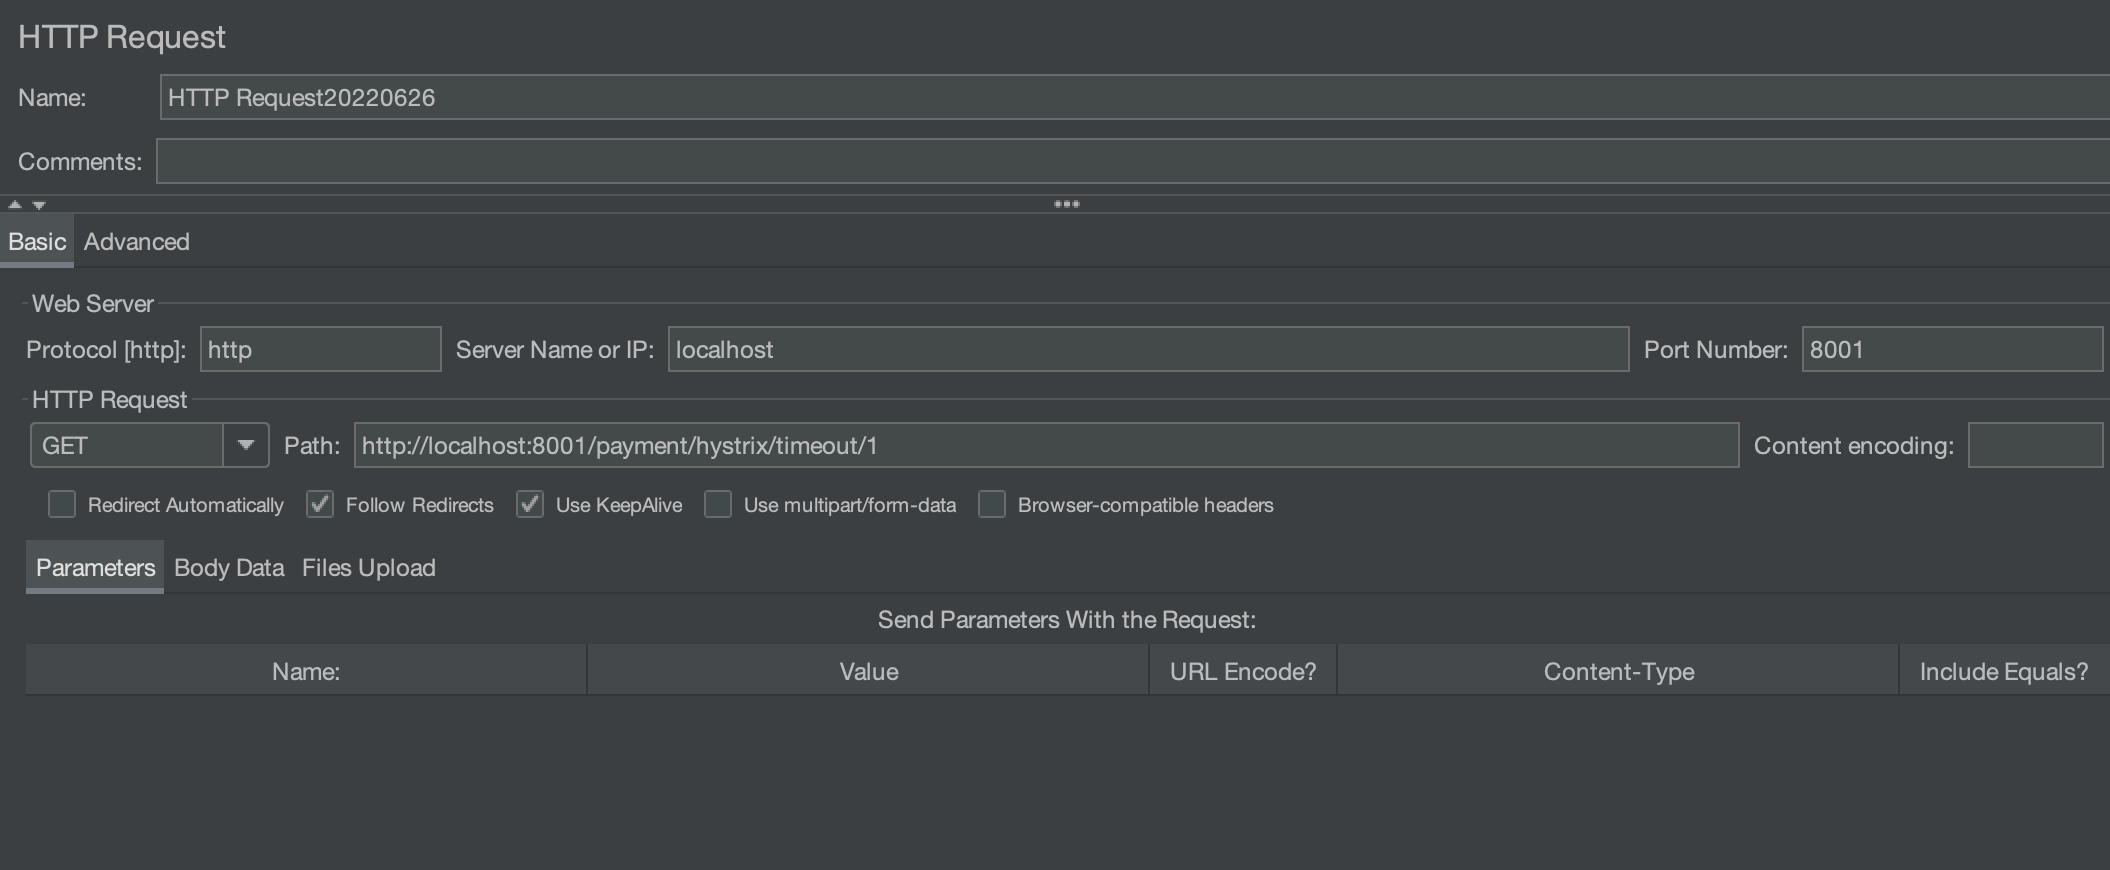 HTTP Request
Name: HTTP Request20220626
Comments:
Basic Advanced
Web Server
Protocol [http]: http Server Name or IP: localhost Port Number: 8001
HTTP Request
GET Path: http://localhost:8001/payment/hystrix/timeout/1 Content encoding:
Redirect Automatically Follow Redirects Use KeepAlive Use multipart/form-data Browser-compatible headers
Parameters Body Data Files Upload
Send Parameters With the Request:
Name: Value URL Encode? Content-Type Include Equals?